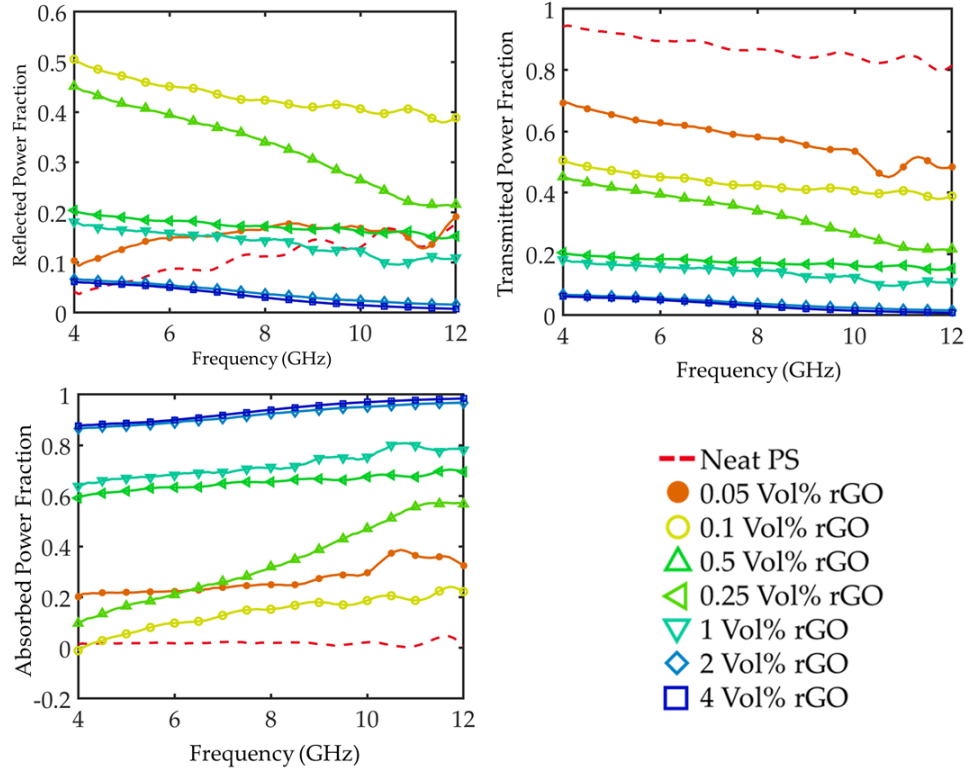 0.6
0.5
0.4
0.3
0.2
0.1
0
4
6
8
10
12
Reflected Power Fraction
Frequency (GHz)
1
0.8
0.6
0.4
0.2
0
4
6
8
10
12
Transmitted Power Fraction
Frequency (GHz)
1
0.8
0.6
0.4
0.2
0
-0.2
4
6
8
10
12
Absorbed Power Fraction
Frequency (GHz)
Neat PS
0.05 Vol% rGO
0.1 Vol% rGO
0.5 Vol% rGO
0.25 Vol% rGO
1 Vol% rGO
2 Vol% rGO
4 Vol% rGO